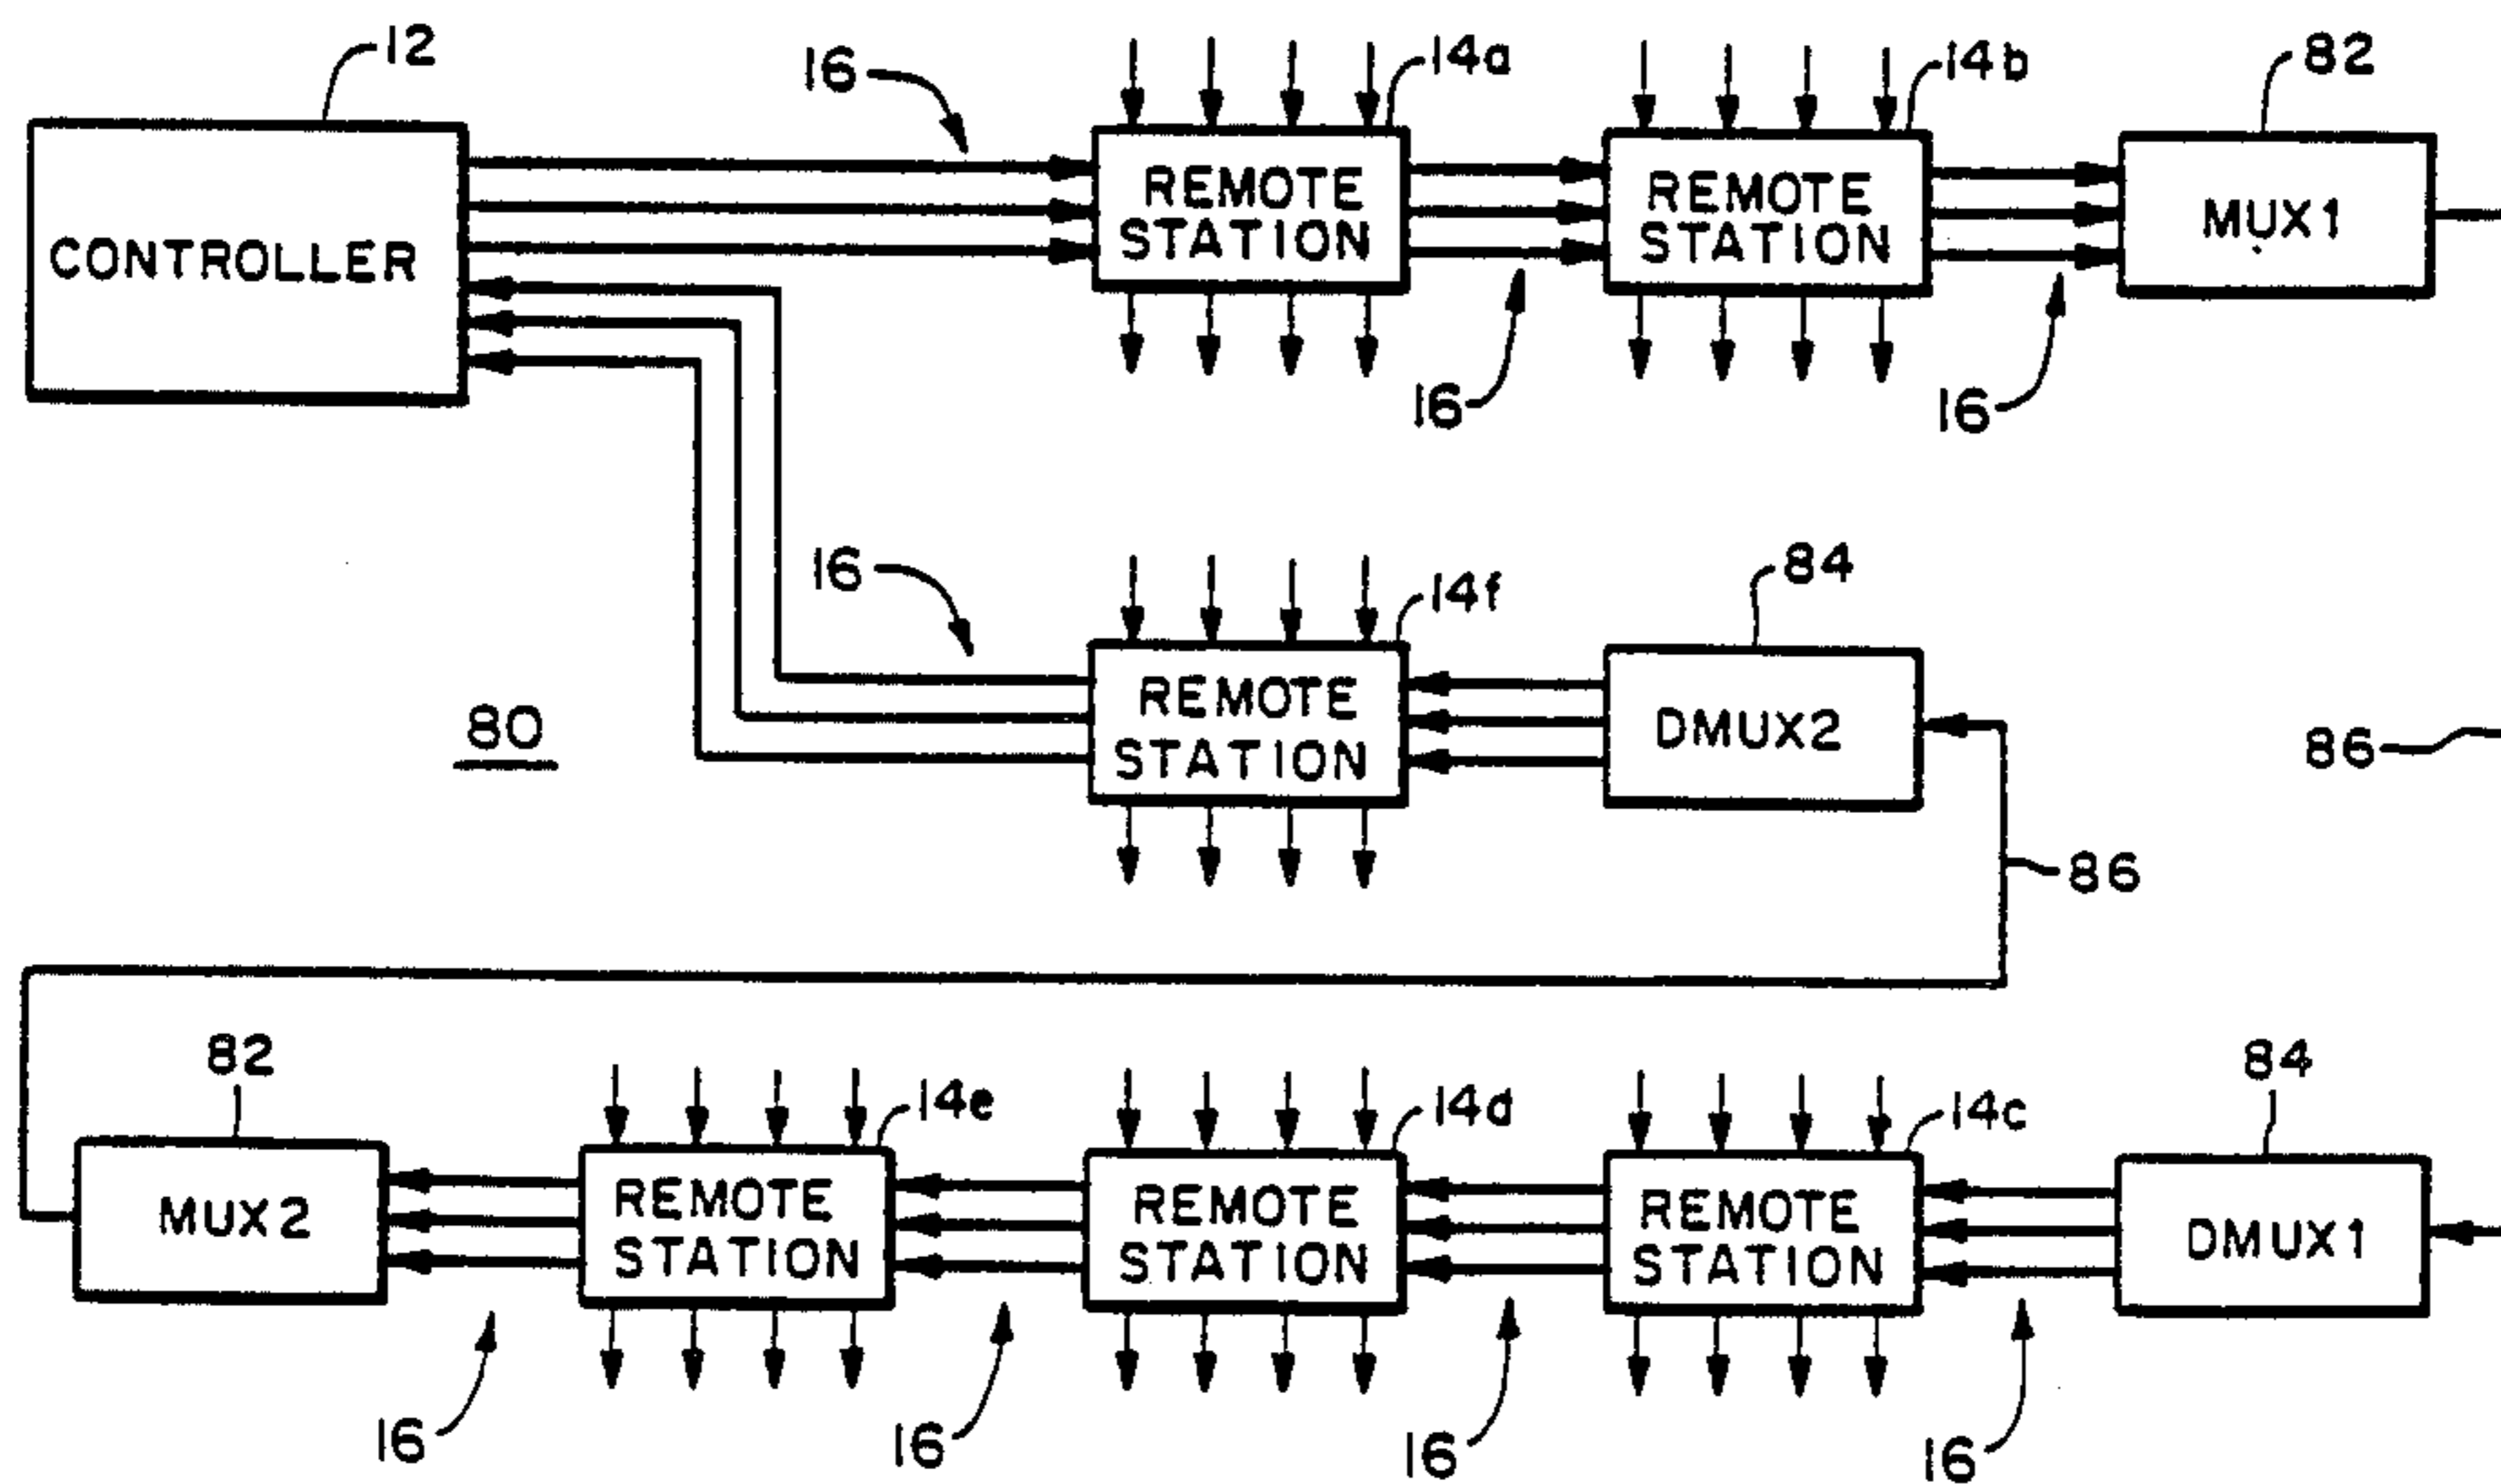 12
16
14a
14b
82
CONTROLLER
REMOTE
STATION
REMOTE
STATION
MUX1
16
16
16
14f
84
80
REMOTE
STATION
DMUX2
86
86
82
14e
14d
14c
84
MUX2
REMOTE
STATION
REMOTE
STATION
REMOTE
STATION
DMUX1
16
16
16
16